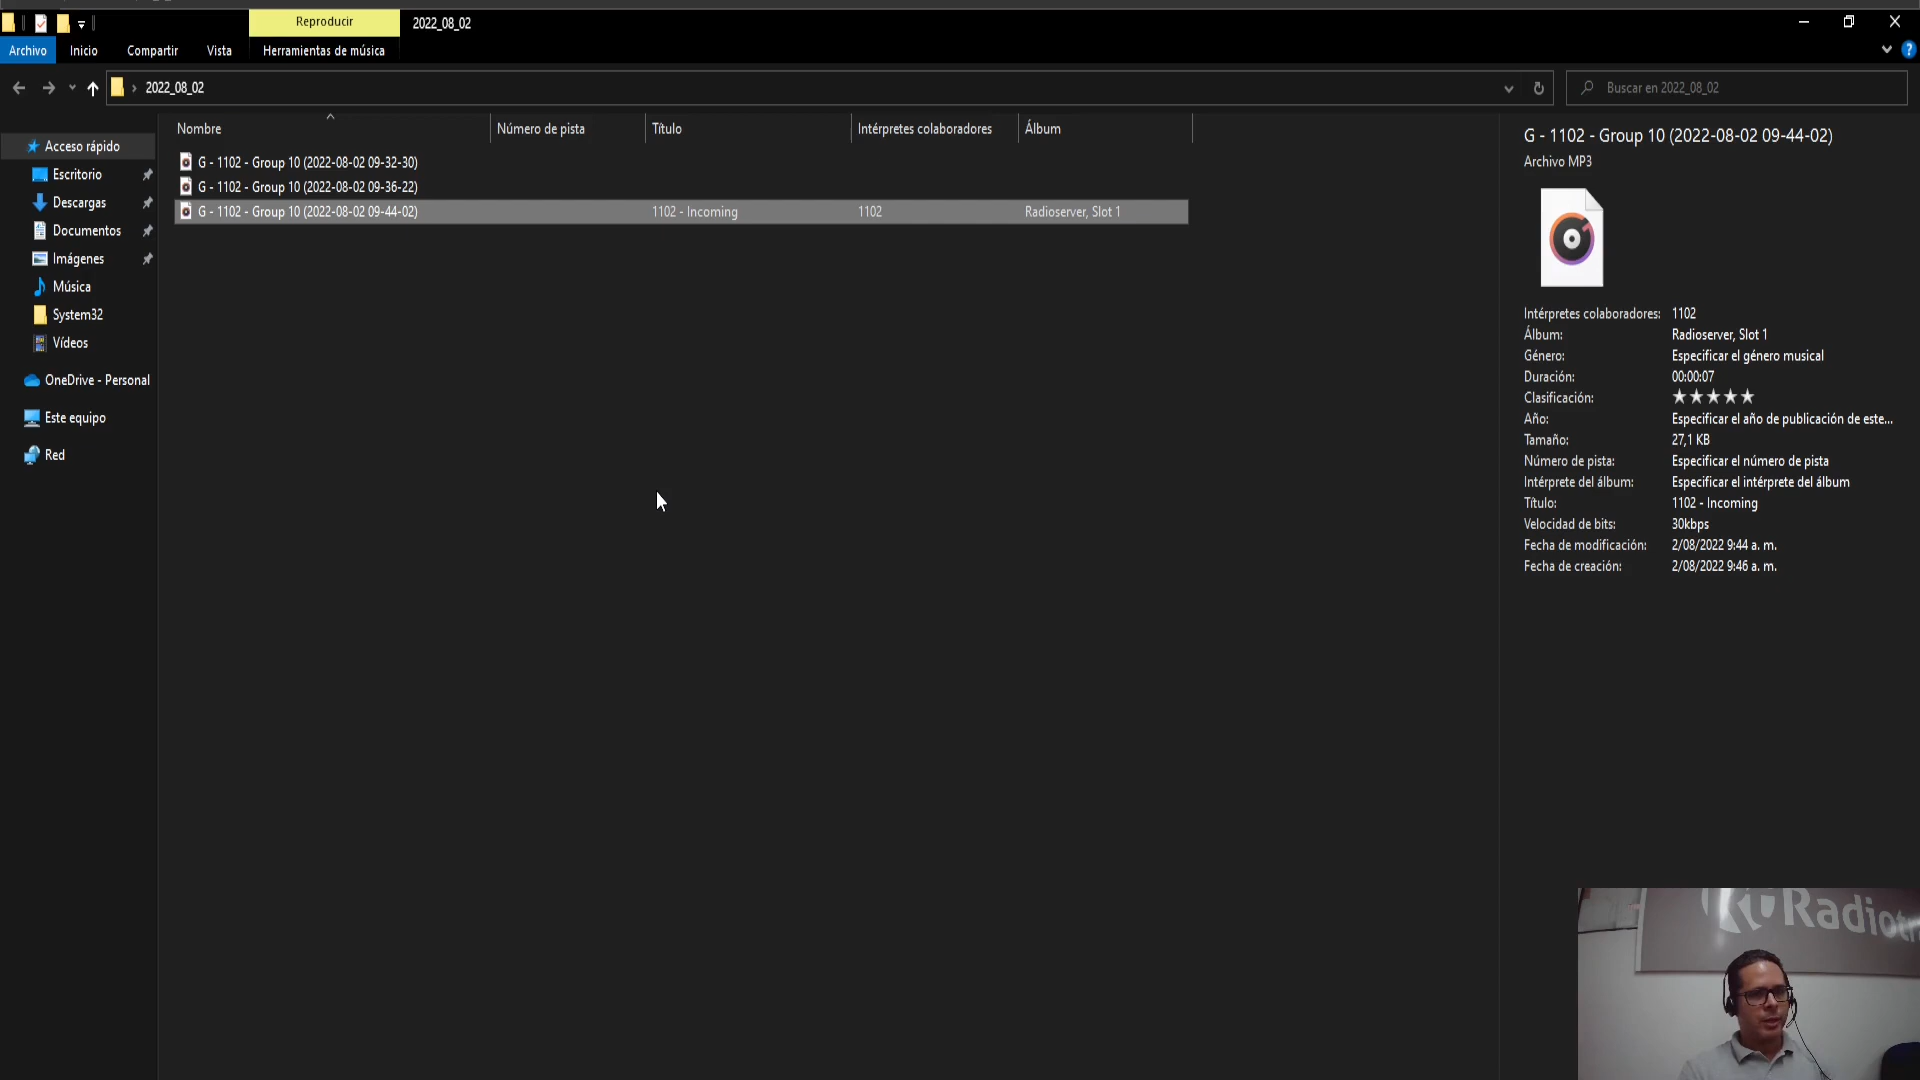 Reproducir
2022_08_02
Archivo
Inicio
Compartir
Vista
Herramientas de música
2022_08_02
Buscar en 2022_08_02
Nombre
Número de pista
Título
Intérpretes colaboradores
Álbum
G - 1102 - Group 10 (2022-08-02 09-32-30)
G - 1102 - Group 10 (2022-08-02 09-36-22)
G - 1102 - Group 10 (2022-08-02 09-44-02) 1102 - Incoming 1102 Radioserver, Slot 1
Acceso rápido
Escritorio
Descargas
Documentos
Imágenes
Música
System32
Vídeos
OneDrive - Personal
Este equipo
Red
G - 1102 - Group 10 (2022-08-02 09-44-02)
Archivo MP3
Intérpretes colaboradores: 1102
Álbum: Radioserver, Slot 1
Género: Especificar el género musical
Duración: 00:00:07
Clasificación: ★★★★★
Año: Especificar el año de publicación de este...
Tamaño: 27,1 KB
Número de pista: Especificar el número de pista
Intérprete del álbum: Especificar el intérprete del álbum
Título: 1102 - Incoming
Velocidad de bits: 30kbps
Fecha de modificación: 2/08/2022 9:44 a. m.
Fecha de creación: 2/08/2022 9:46 a. m.